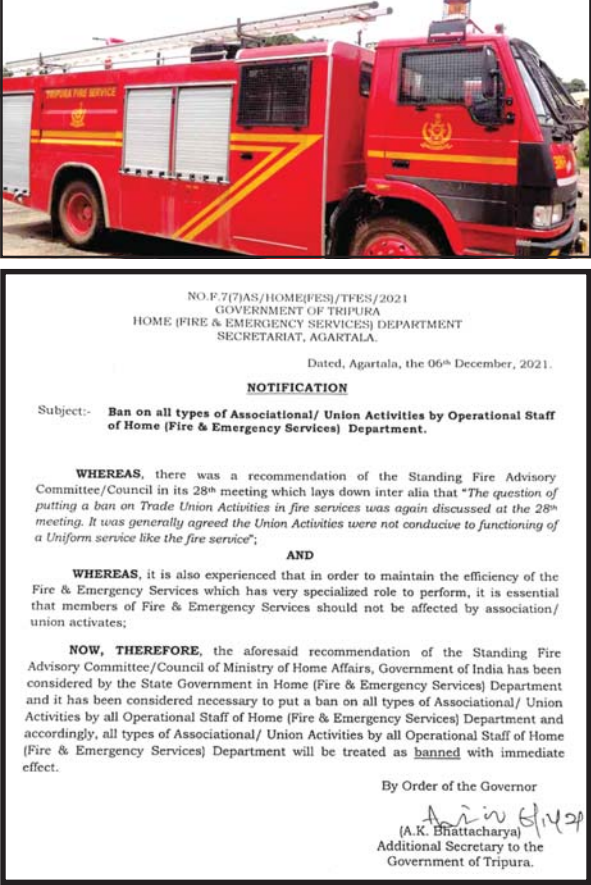 TRIPURA FIRE SERVICE
NO.F.7(7)AS/HOME(FES)/TFES/2021
GOVERNMENT OF TRIPURA
HOME (FIRE & EMERGENCY SERVICES) DEPARTMENT
SECRETARIAT, AGARTALA.
Dated, Agartala, the 06th December, 2021.
NOTIFICATION
Subject:- Ban on all types of Associational/ Union Activities by Operational Staff
of Home (Fire & Emergency Services) Department.
WHEREAS, there was a recommendation of the Standing Fire Advisory
Committee/Council in its 28th meeting which lays down inter alia that "The question of
putting a ban on Trade Union Activities in fire services was again discussed at the 28th
meeting. It was generally agreed the Union Activities were not conducive to functioning of
a Uniform service like the fire service";
AND
WHEREAS, it is also experienced that in order to maintain the efficiency of the
Fire & Emergency Services which has very specialized role to perform, it is essential
that members of Fire & Emergency Services should not be affected by association/
union activates;
NOW, THEREFORE, the aforesaid recommendation of the Standing Fire
Advisory Committee/Council of Ministry of Home Affairs, Government of India has been
considered by the State Government in Home (Fire & Emergency Services) Department
and it has been considered necessary to put a ban on all types of Associational/ Union
Activities by all Operational Staff of Home (Fire & Emergency Services) Department and
accordingly, all types of Associational/ Union Activities by all Operational Staff of Home
(Fire & Emergency Services) Department will be treated as banned with immediate
effect.
By Order of the Governor
(A.K. Bhattacharya)
Additional Secretary to the
Government of Tripura.